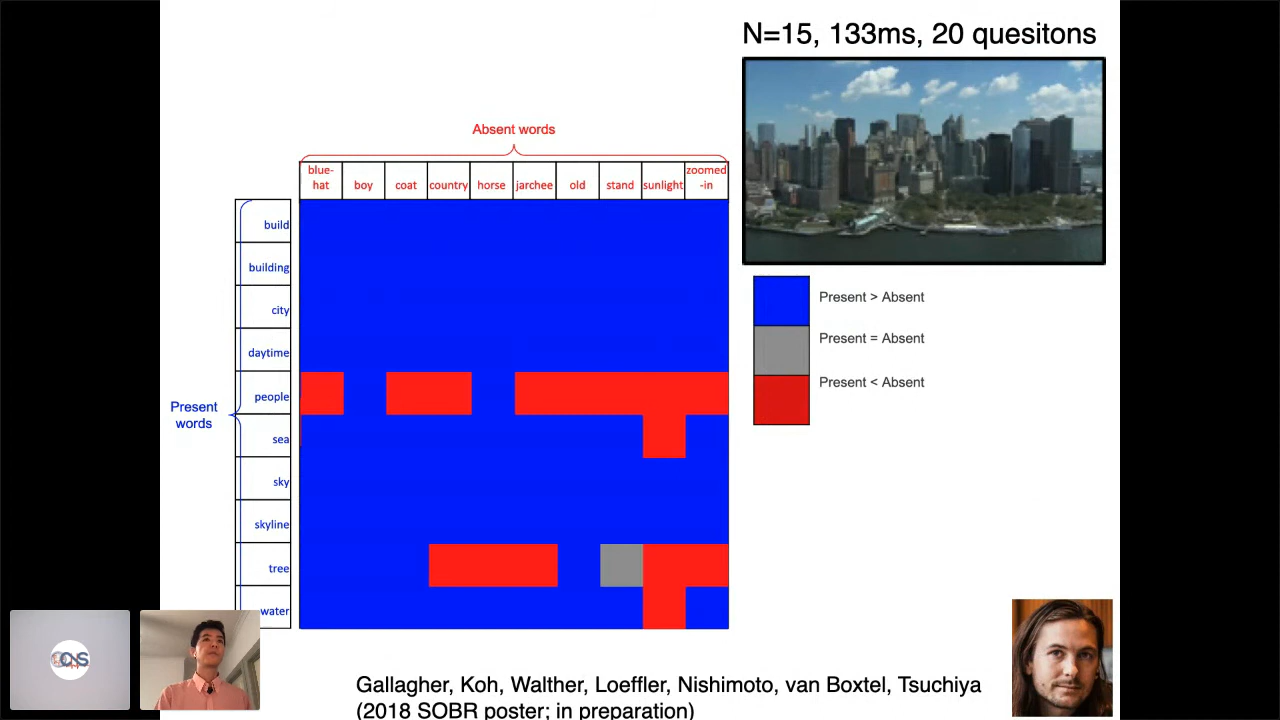 N=15, 133ms, 20 quesitons
Absent words
blue-hat boy coat country horse jarchee old stand sunlight zoomed-in
build
building
city
daytime
people
sea
sky
skyline
tree
water
Present
words
Present > Absent
Present = Absent
Present < Absent
Gallagher, Koh, Walther, Loeffler, Nishimoto, van Boxtel, Tsuchiya
(2018 SOBR poster; in preparation)